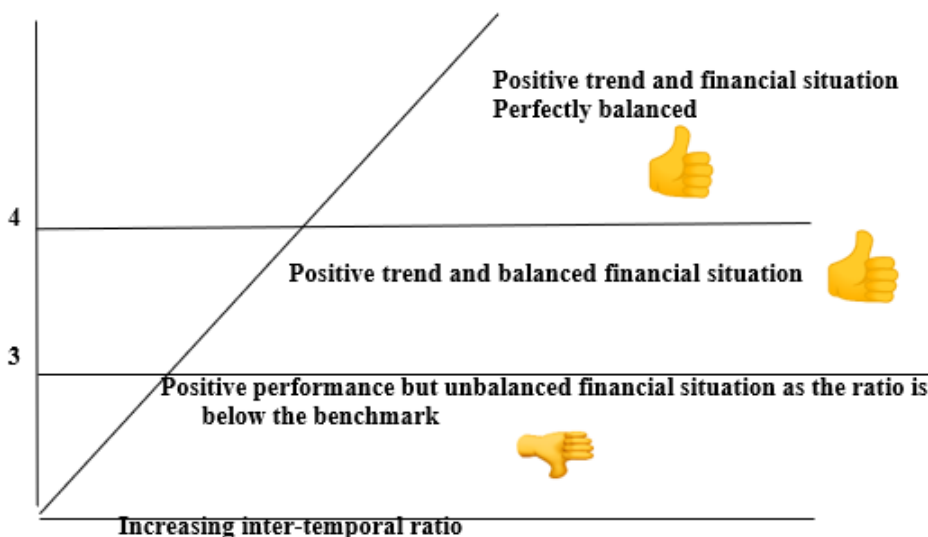 Positive trend and financial situation
Perfectly balanced
4
Positive trend and balanced financial situation
3
Positive performance but unbalanced financial situation as the ratio is
below the benchmark
Increasing inter-temporal ratio